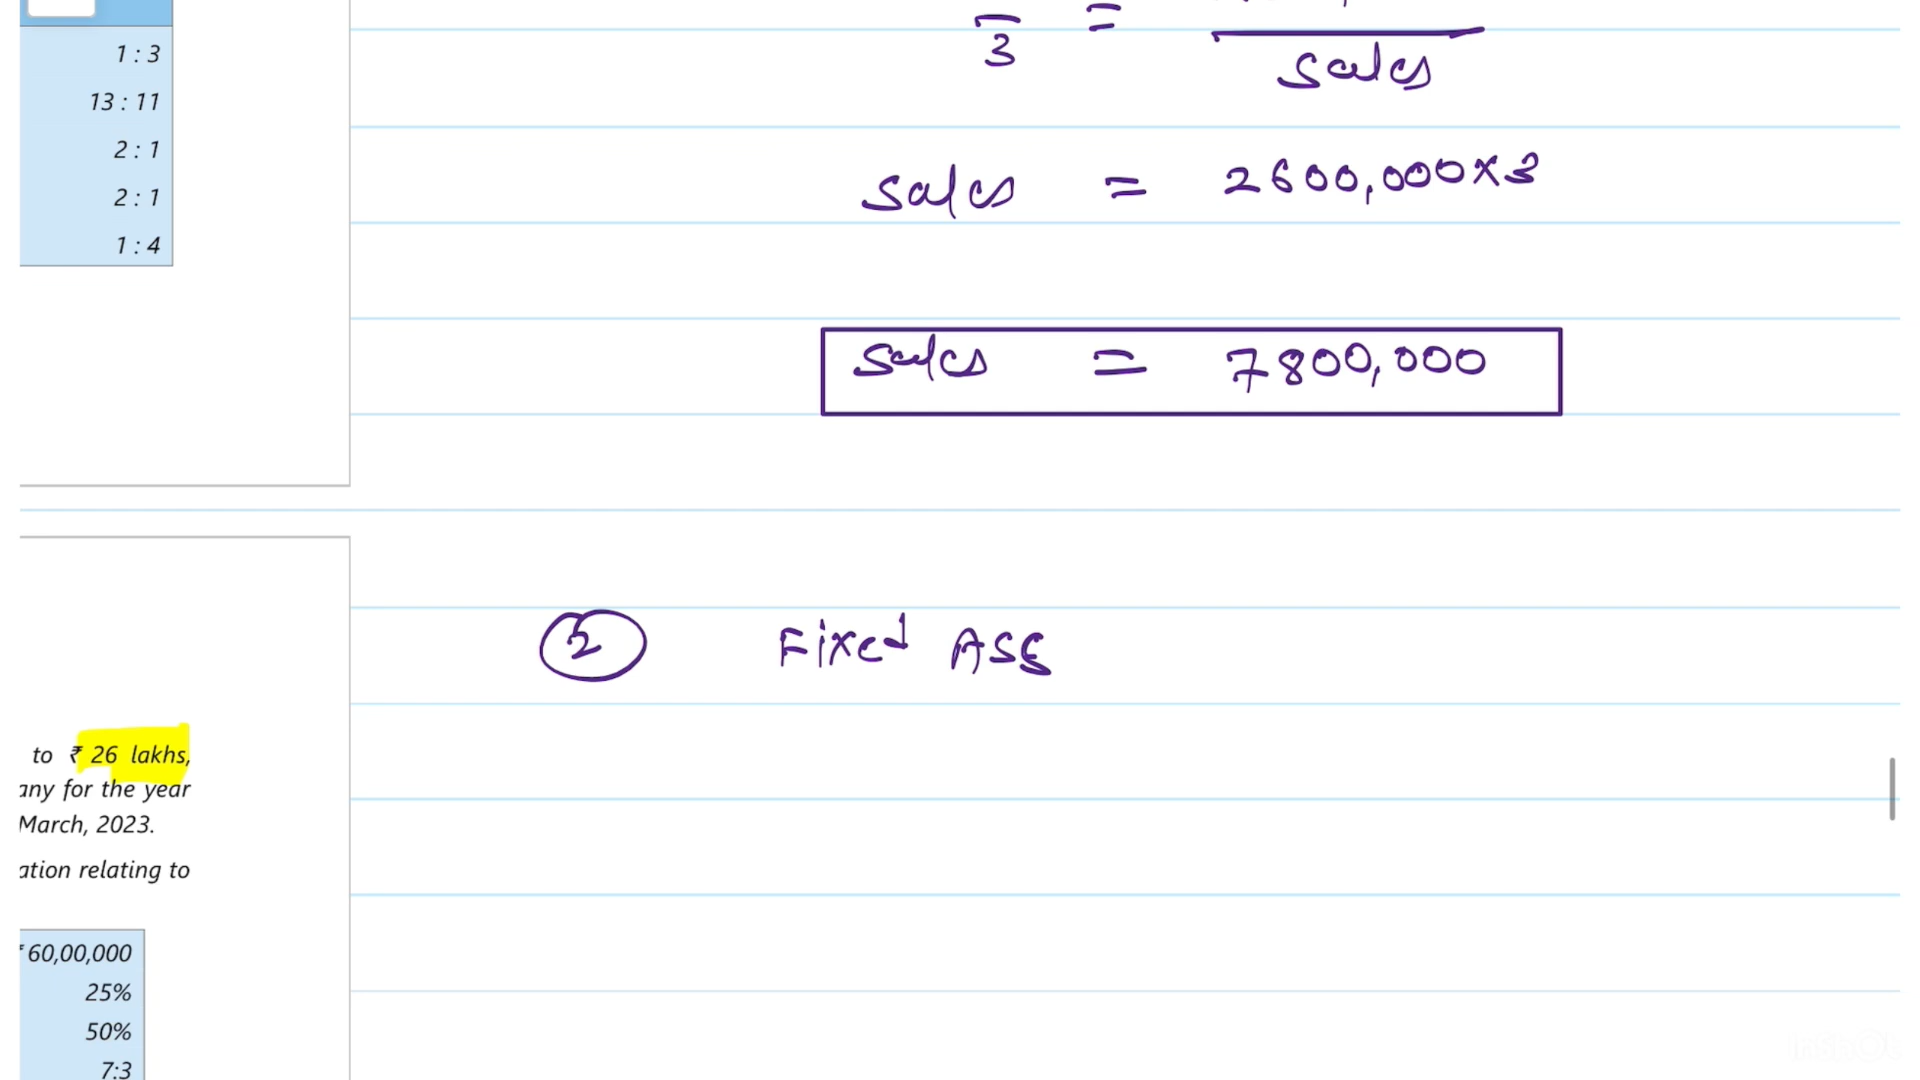 1 : 3
13 : 11
2 : 1
2 : 1
1 : 4
to ₹ 26 lakhs,
any for the year
March, 2023.
ation relating to
₹60,00,000
25%
50%
7:3
3 =
sales
sales = 2600,000×3
sales = 7800,000
2 Fixed Ass